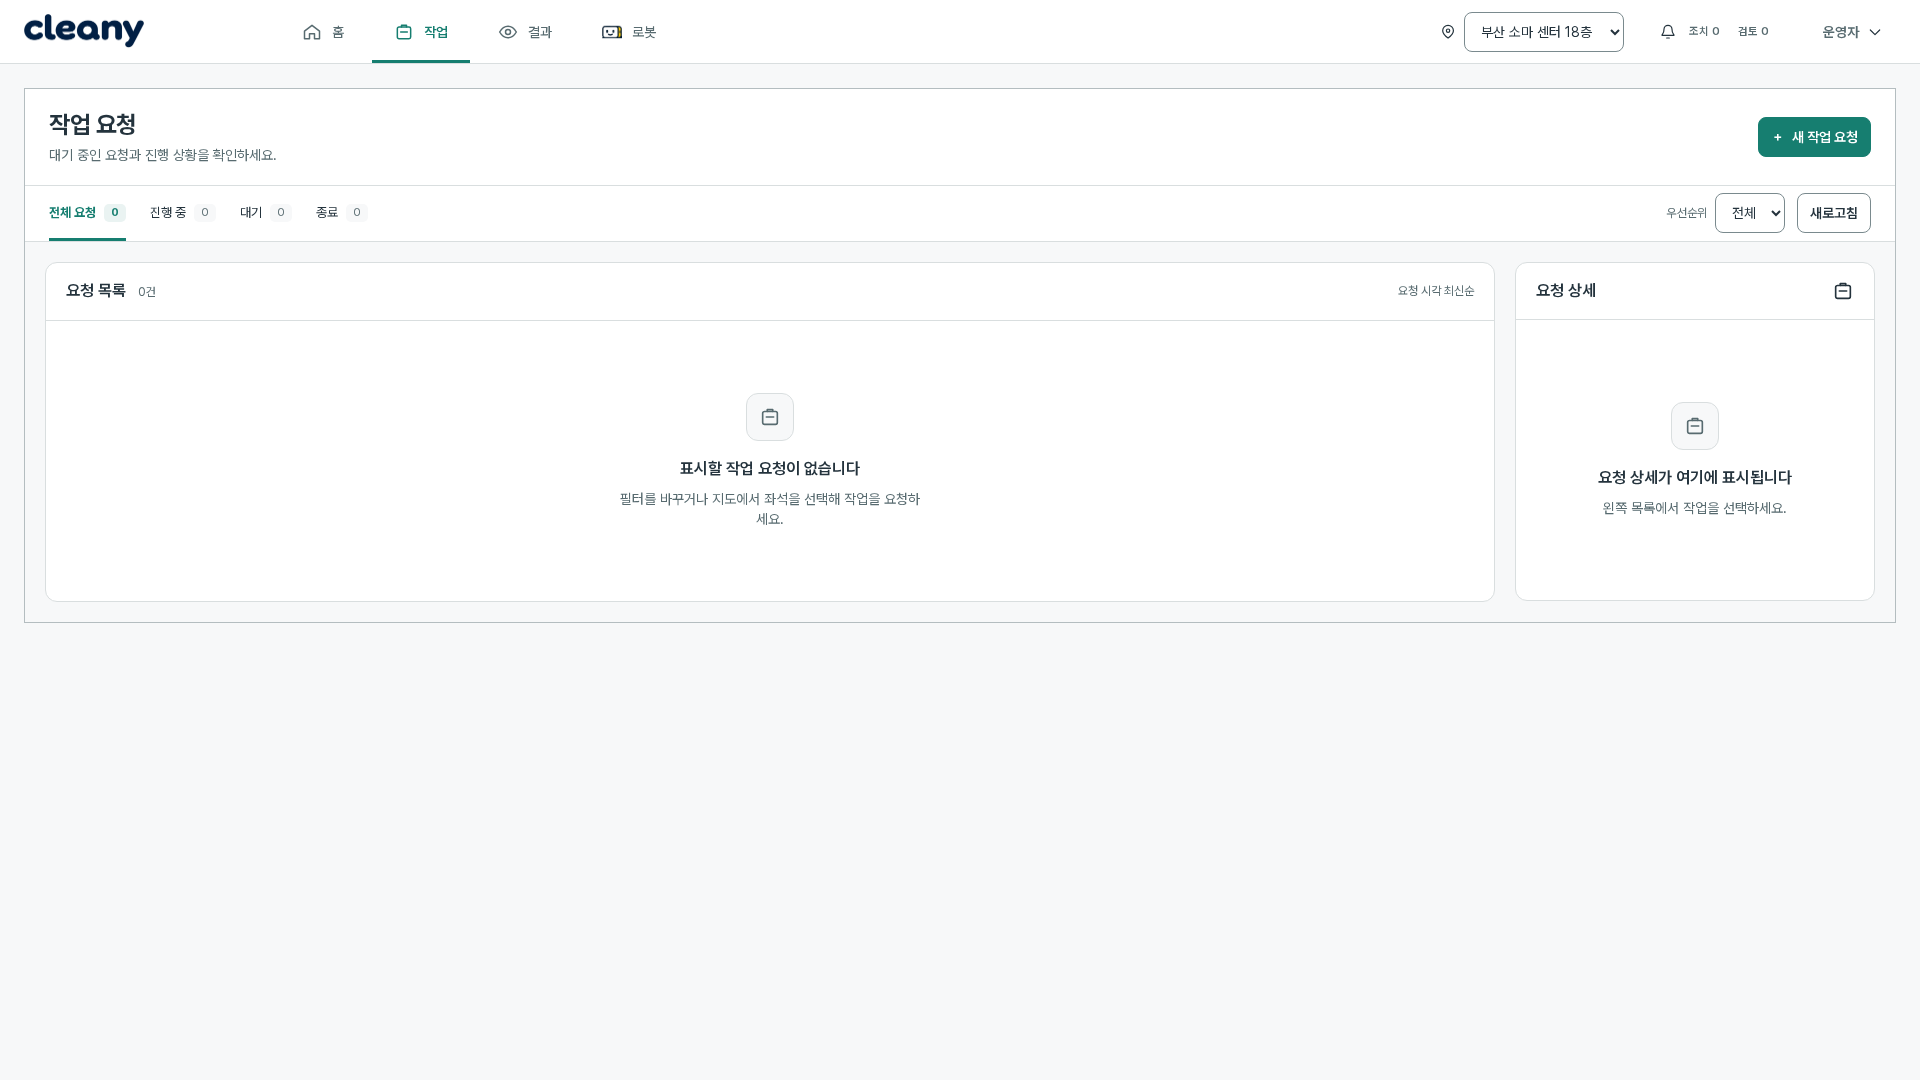 cleany
홈
작업
결과
로봇
부산 소마 센터 18층
조치 0
검토 0
운영자
작업 요청
대기 중인 요청과 진행 상황을 확인하세요.
+ 새 작업 요청
전체 요청 0
진행 중 0
대기 0
종료 0
우선순위
전체
새로고침
요청 목록 0건
요청 시각 최신순
표시할 작업 요청이 없습니다
필터를 바꾸거나 지도에서 좌석을 선택해 작업을 요청하
세요.
요청 상세
요청 상세가 여기에 표시됩니다
왼쪽 목록에서 작업을 선택하세요.